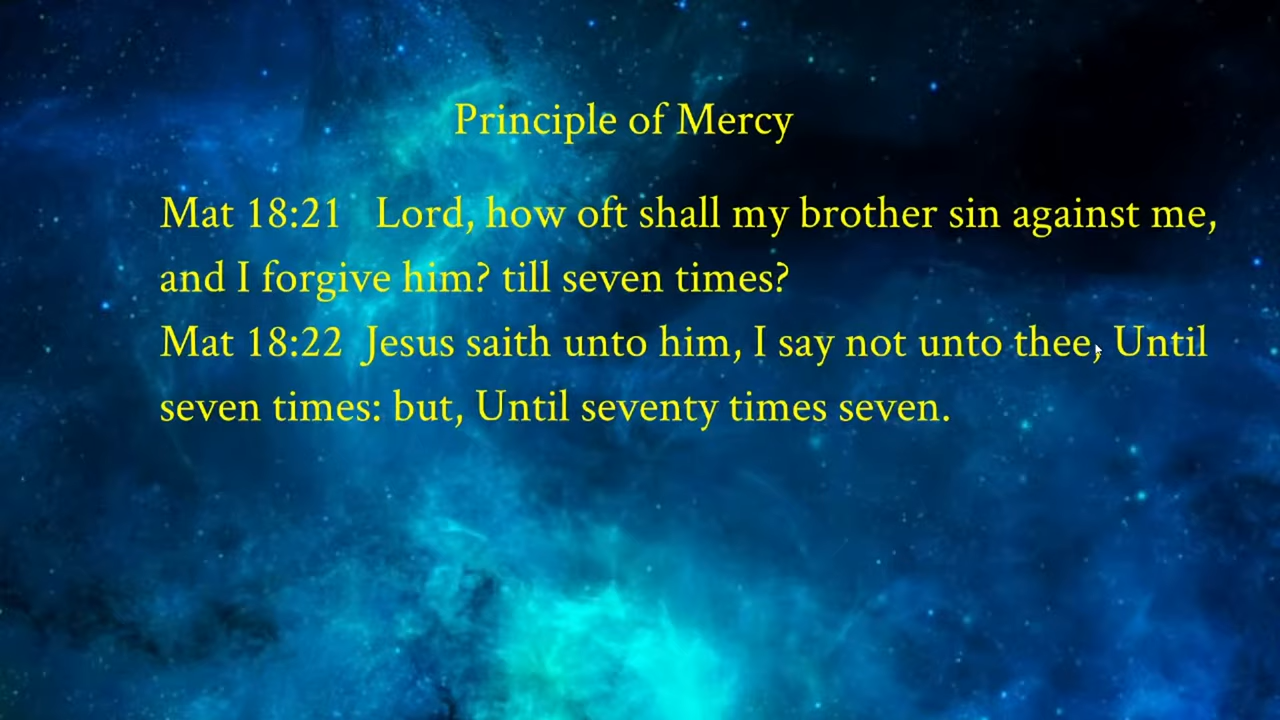 Principle of Mercy
Mat 18:21 Lord, how oft shall my brother sin against me,
and I forgive him? till seven times?
Mat 18:22 Jesus saith unto him, I say not unto thee, Until
seven times: but, Until seventy times seven.